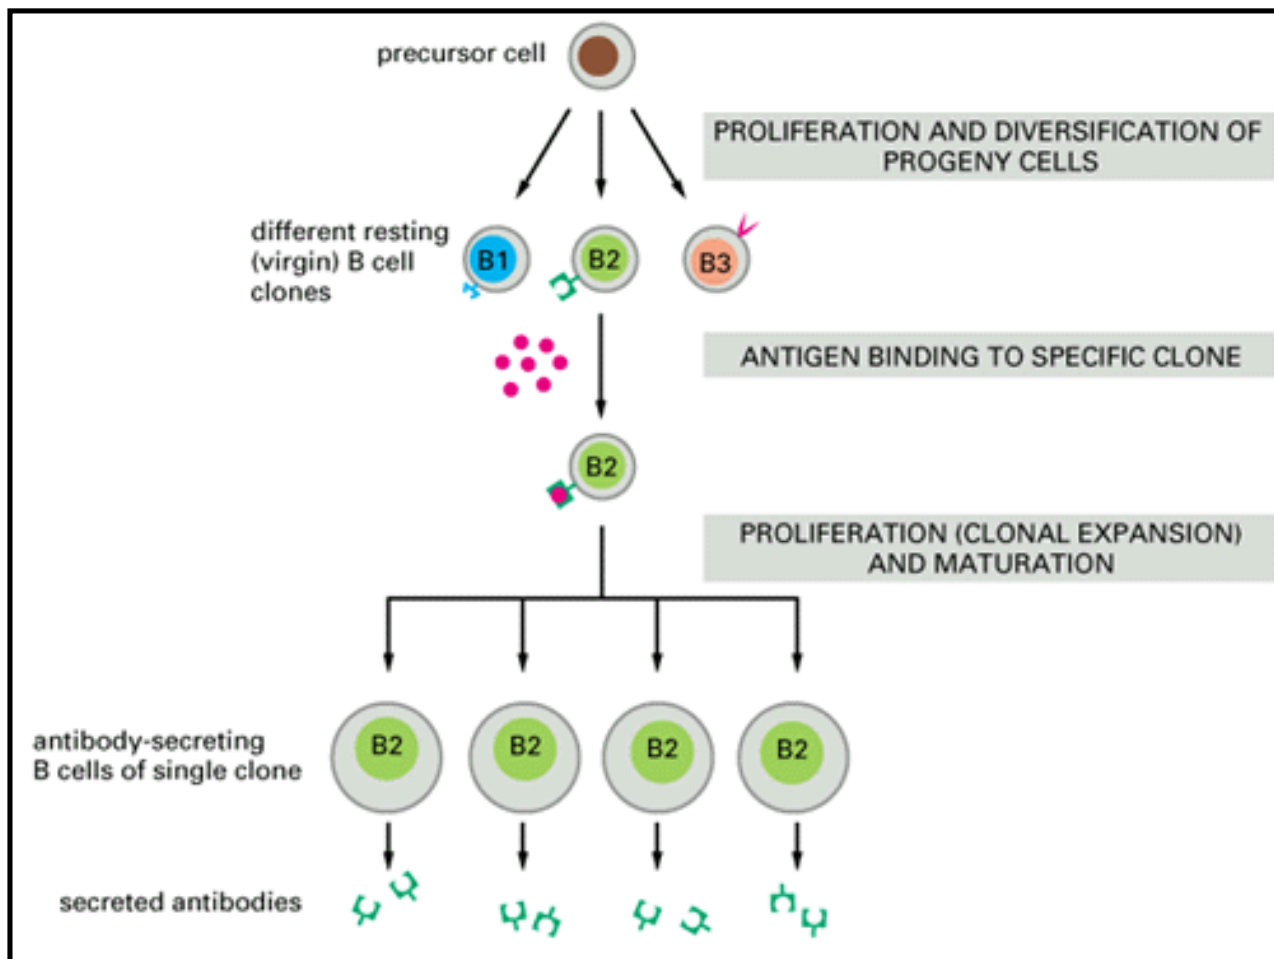 precursor cell
PROLIFERATION AND DIVERSIFICATION OF
PROGENY CELLS
different resting
(virgin) B cell
clones
B1
B2
B3
ANTIGEN BINDING TO SPECIFIC CLONE
B2
PROLIFERATION (CLONAL EXPANSION)
AND MATURATION
antibody-secreting
B cells of single clone
B2
B2
B2
B2
secreted antibodies